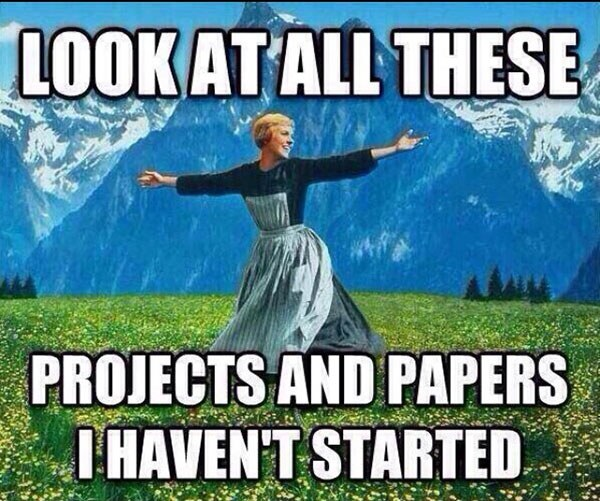 LOOK AT ALL THESE
PROJECTS AND PAPERS
I HAVEN'T STARTED